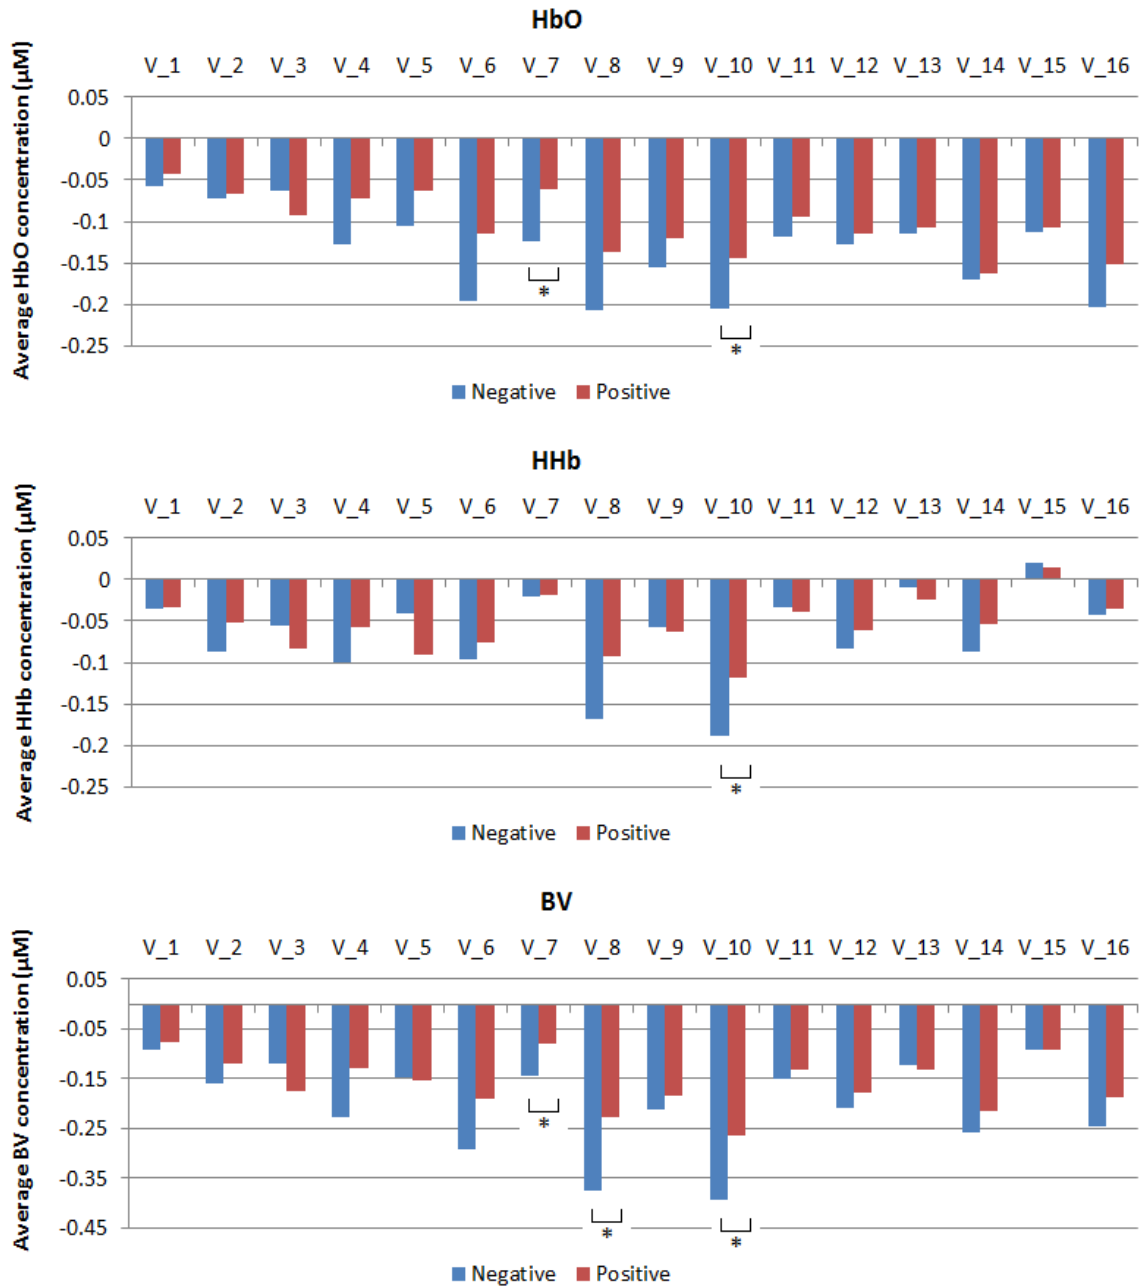 HbO
V_1 V_2 V_3 V_4 V_5 V_6 V_7 V_8 V_9 V_10 V_11 V_12 V_13 V_14 V_15 V_16
Average HbO concentration (µM)
0.05
0
-0.05
-0.1
-0.15
-0.2
-0.25
*
*
Negative Positive
HHb
V_1 V_2 V_3 V_4 V_5 V_6 V_7 V_8 V_9 V_10 V_11 V_12 V_13 V_14 V_15 V_16
Average HHb concentration (µM)
0.05
0
-0.05
-0.1
-0.15
-0.2
-0.25
*
Negative Positive
BV
V_1 V_2 V_3 V_4 V_5 V_6 V_7 V_8 V_9 V_10 V_11 V_12 V_13 V_14 V_15 V_16
Average BV concentration (µM)
0.05
-0.05
-0.15
-0.25
-0.35
-0.45
*
*
*
Negative Positive